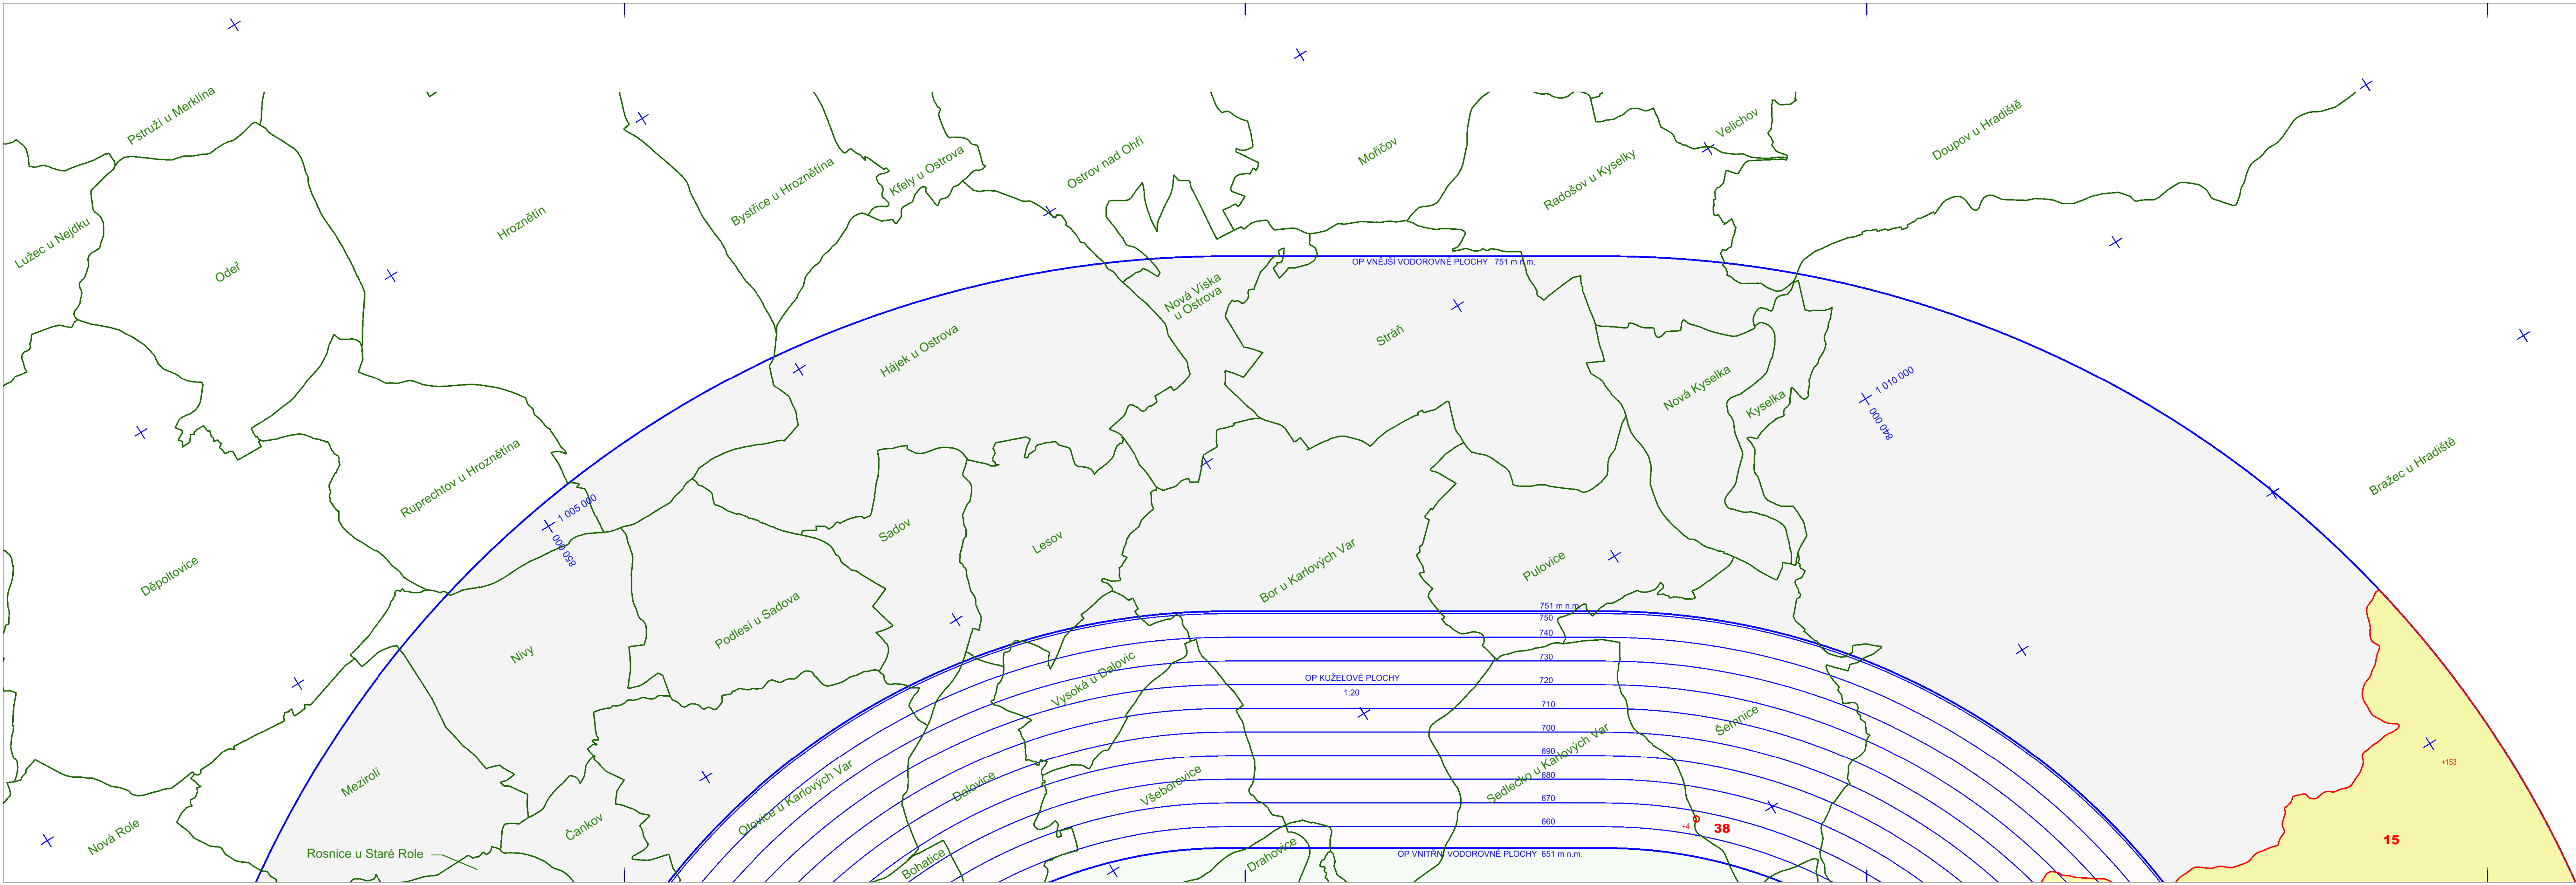 Pstruží u Merklína
Lužec u Nejdku
Odeř
Hroznětín
Bystřice u Hroznětína
Kfely u Ostrova
Ostrov nad Ohří
Mořičov
Radošov u Kyselky
Velichov
Doupov u Hradiště
OP VNĚJŠÍ VODOROVNÉ PLOCHY 751 m n.m.
Nová Víska
u Ostrova
Hájek u Ostrova
Stráň
Nová Kyselka
Kyselka
1 010 000
840 000
Bražec u Hradiště
Ruprechtov u Hroznětína
1 005 000
850 000
Sadov
Lesov
Bor u Karlových Var
Pulovice
Děpoltovice
Nivy
Podlesí u Sadova
751 m n.m.
750
740
730
720
710
700
690
680
670
660
OP KUŽELOVÉ PLOCHY
1:20
Vysoká u Dalovic
Šemnice
Sedlečko u Karlových Var
Mezirolí
Otovice u Karlových Var
Dalovice
Všeborovice
+153
Nová Role
Čankov
Rosnice u Staré Role
Bohatice
Drahovice
OP VNITŘNÍ VODOROVNÉ PLOCHY 651 m n.m.
+4
38
15